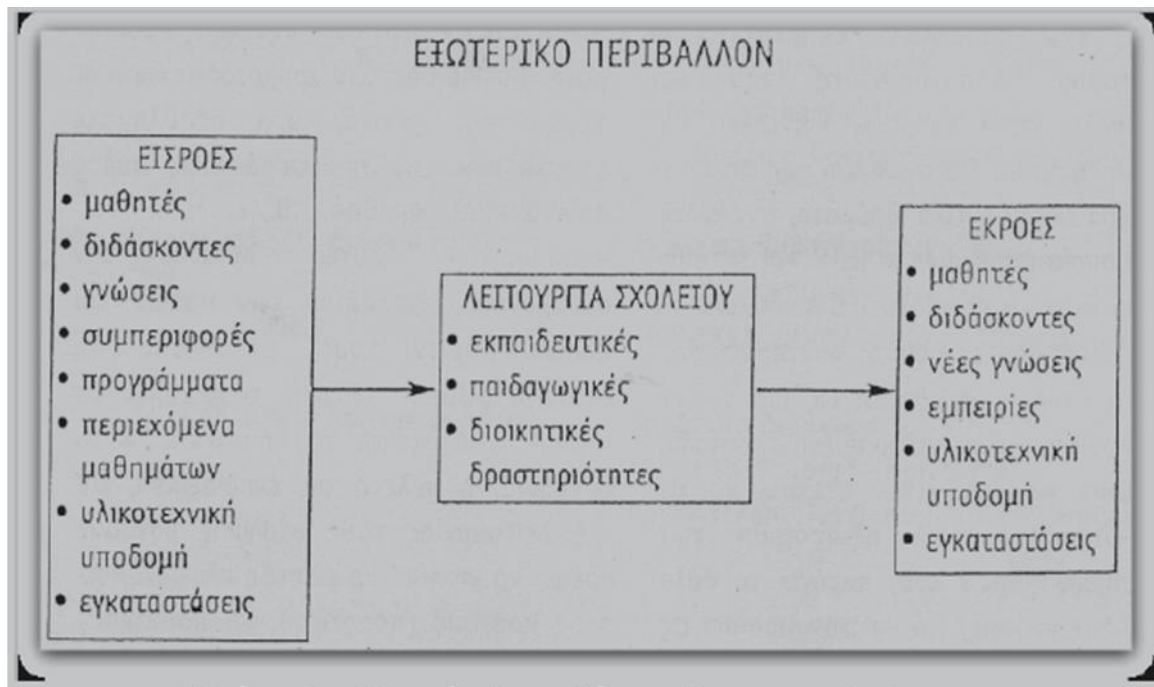 ΕΞΩΤΕΡΙΚΟ ΠΕΡΙΒΑΛΛΟΝ
ΕΙΣΡΟΕΣ
• μαθητές
• διδάσκοντες
• γνώσεις
• συμπεριφορές
• προγράμματα
• περιεχόμενα
μαθημάτων
• υλικοτεχνική
υποδομή
• εγκαταστάσεις
ΛΕΙΤΟΥΡΓΙΑ ΣΧΟΛΕΙΟΥ
• εκπαιδευτικές
• παιδαγωγικές
• διοικητικές
δραστηριότητες
ΕΚΡΟΕΣ
• μαθητές
• διδάσκοντες
• νέες γνώσεις
• εμπειρίες
• υλικοτεχνική
υποδομή
• εγκαταστάσεις